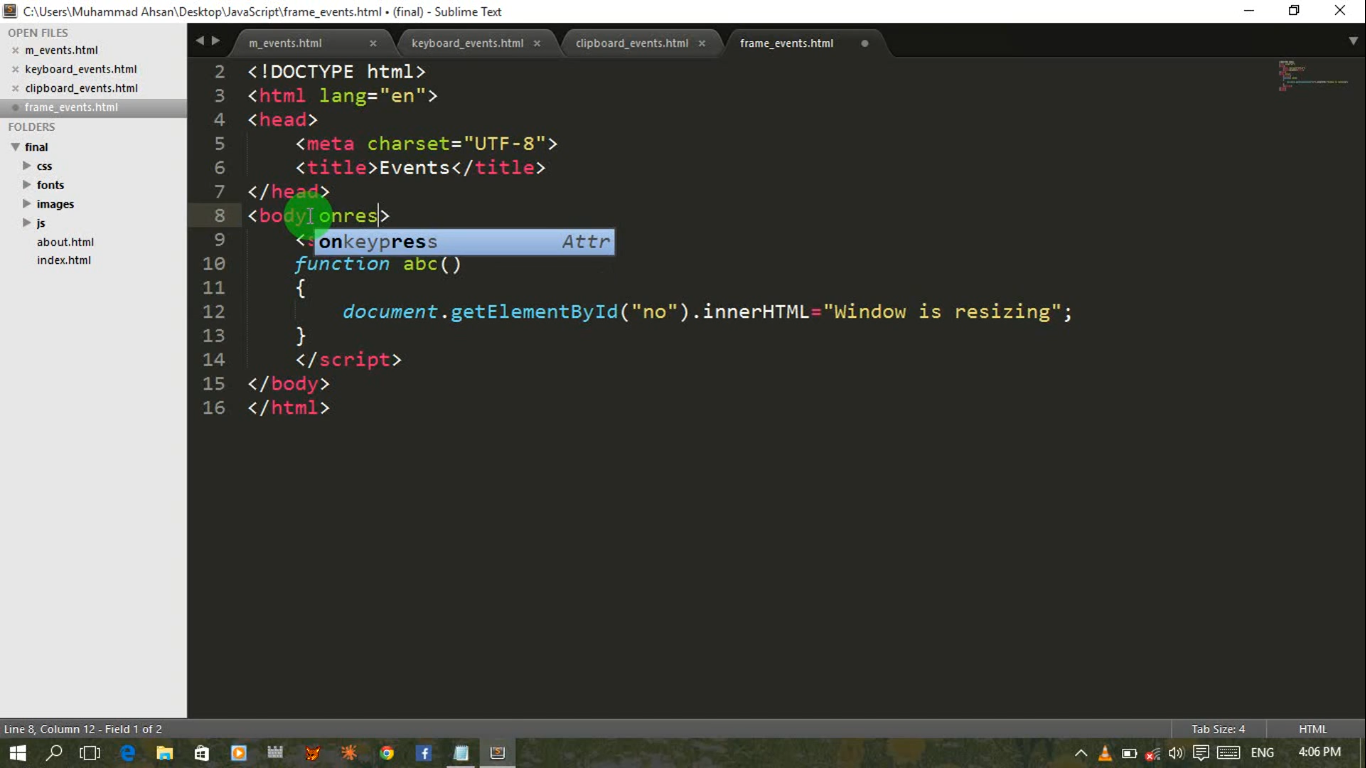 C:\Users\Muhammad Ahsan\Desktop\JavaScript\frame_events.html • (final) - Sublime Text
OPEN FILES
m_events.html
keyboard_events.html
clipboard_events.html
frame_events.html
FOLDERS
final
css
fonts
images
js
about.html
index.html
m_events.html
keyboard_events.html
clipboard_events.html
frame_events.html
2 <!DOCTYPE html>
3 <html lang="en">
4 <head>
5 <meta charset="UTF-8">
6 <title>Events</title>
7 </head>
8 <body onres>
9 <s
onkeypress Attr
10 function abc()
11 {
12 document.getElementById("no").innerHTML="Window is resizing";
13 }
14 </script>
15 </body>
16 </html>
Line 8, Column 12 - Field 1 of 2
Tab Size: 4
HTML
ENG
4:06 PM